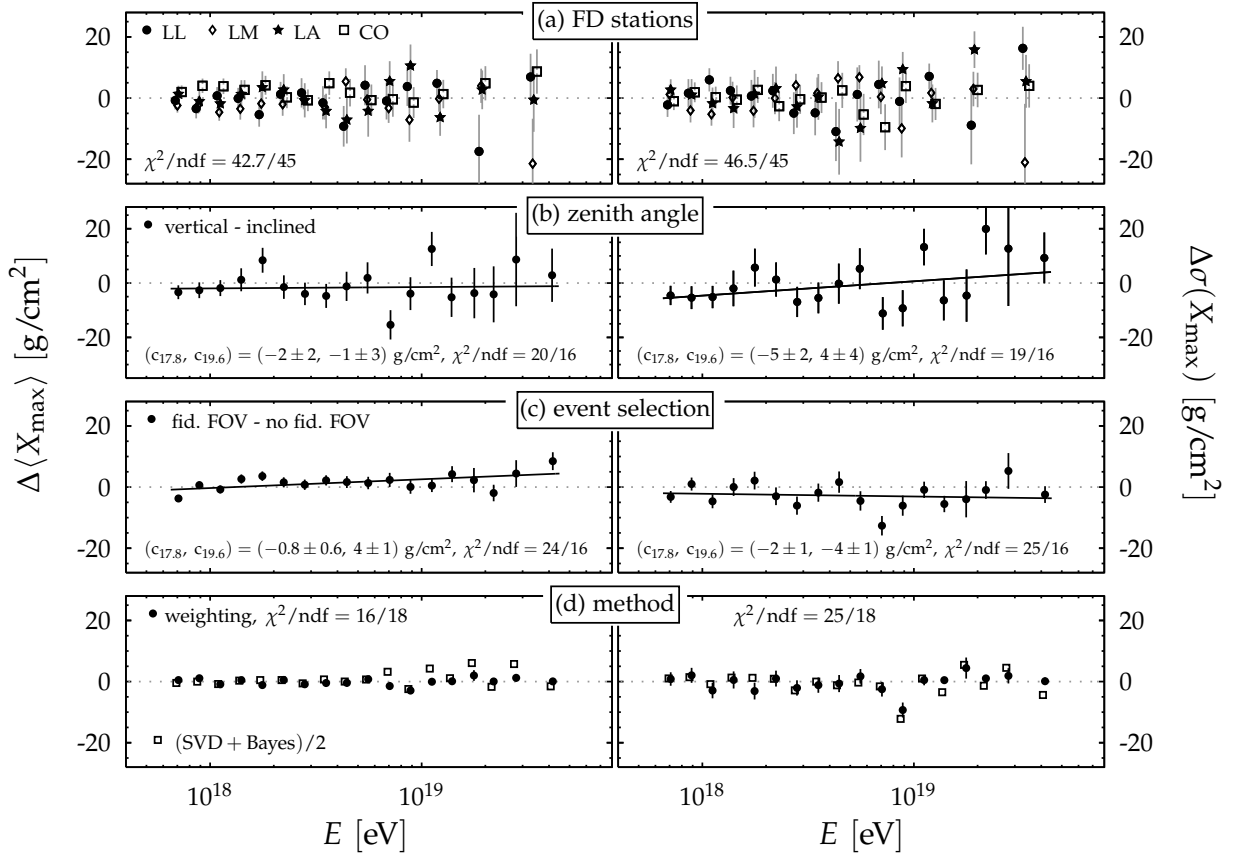 (a) FD stations
LL LM LA CO
20
0
-20
χ²/ndf = 42.7/45
χ²/ndf = 46.5/45
20
0
-20
(b) zenith angle
vertical - inclined
20
0
-20
(c₁₇.₈, c₁₉.₆) = (−2 ± 2, −1 ± 3) g/cm², χ²/ndf = 20/16
(c₁₇.₈, c₁₉.₆) = (−5 ± 2, 4 ± 4) g/cm², χ²/ndf = 19/16
20
0
-20
(c) event selection
fid. FOV - no fid. FOV
20
0
-20
(c₁₇.₈, c₁₉.₆) = (−0.8 ± 0.6, 4 ± 1) g/cm², χ²/ndf = 24/16
(c₁₇.₈, c₁₉.₆) = (−2 ± 1, −4 ± 1) g/cm², χ²/ndf = 25/16
20
0
-20
(d) method
weighting, χ²/ndf = 16/18
χ²/ndf = 25/18
20
0
-20
(SVD + Bayes)/2
20
0
-20
10¹⁸ 10¹⁹
10¹⁸ 10¹⁹
E [eV]
E [eV]
Δ⟨Xmax⟩ [g/cm²]
Δσ(Xmax) [g/cm²]